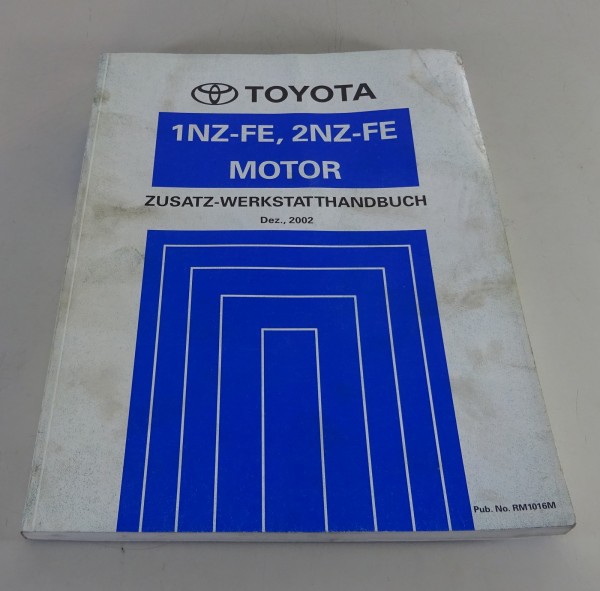 TOYOTA
1NZ-FE, 2NZ-FE
MOTOR
ZUSATZ-WERKSTATTHANDBUCH
Dez., 2002
Pub. No. RM1016M